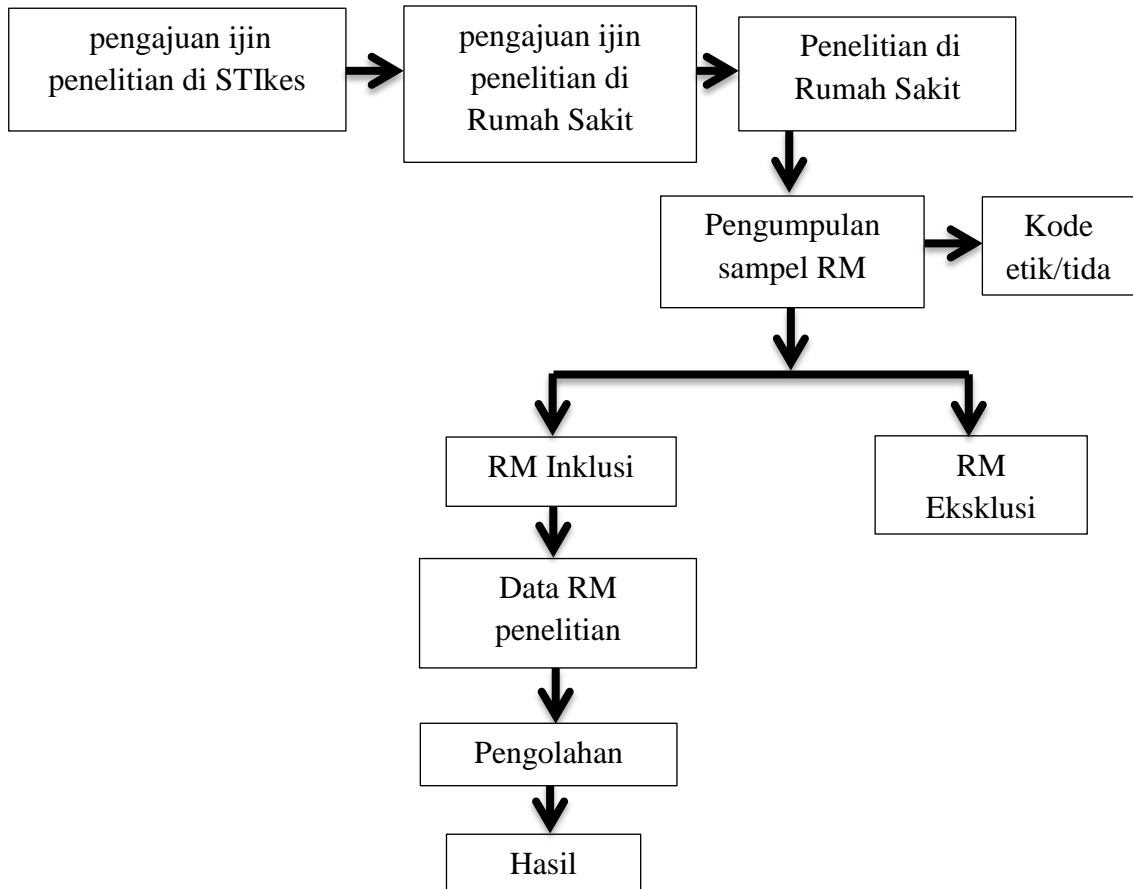 pengajuan ijin
penelitian di STIkes
pengajuan ijin
penelitian di
Rumah Sakit
Penelitian di
Rumah Sakit
Pengumpulan
sampel RM
Kode
etik/tida
RM Inklusi
RM
Eksklusi
Data RM
penelitian
Pengolahan
Hasil